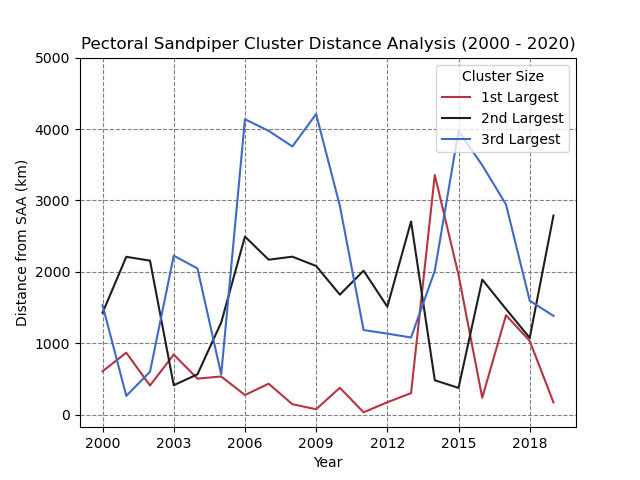 Pectoral Sandpiper Cluster Distance Analysis (2000 - 2020)
Distance from SAA (km)
5000
4000
3000
2000
1000
0
Cluster Size
1st Largest
2nd Largest
3rd Largest
2000 2003 2006 2009 2012 2015 2018
Year